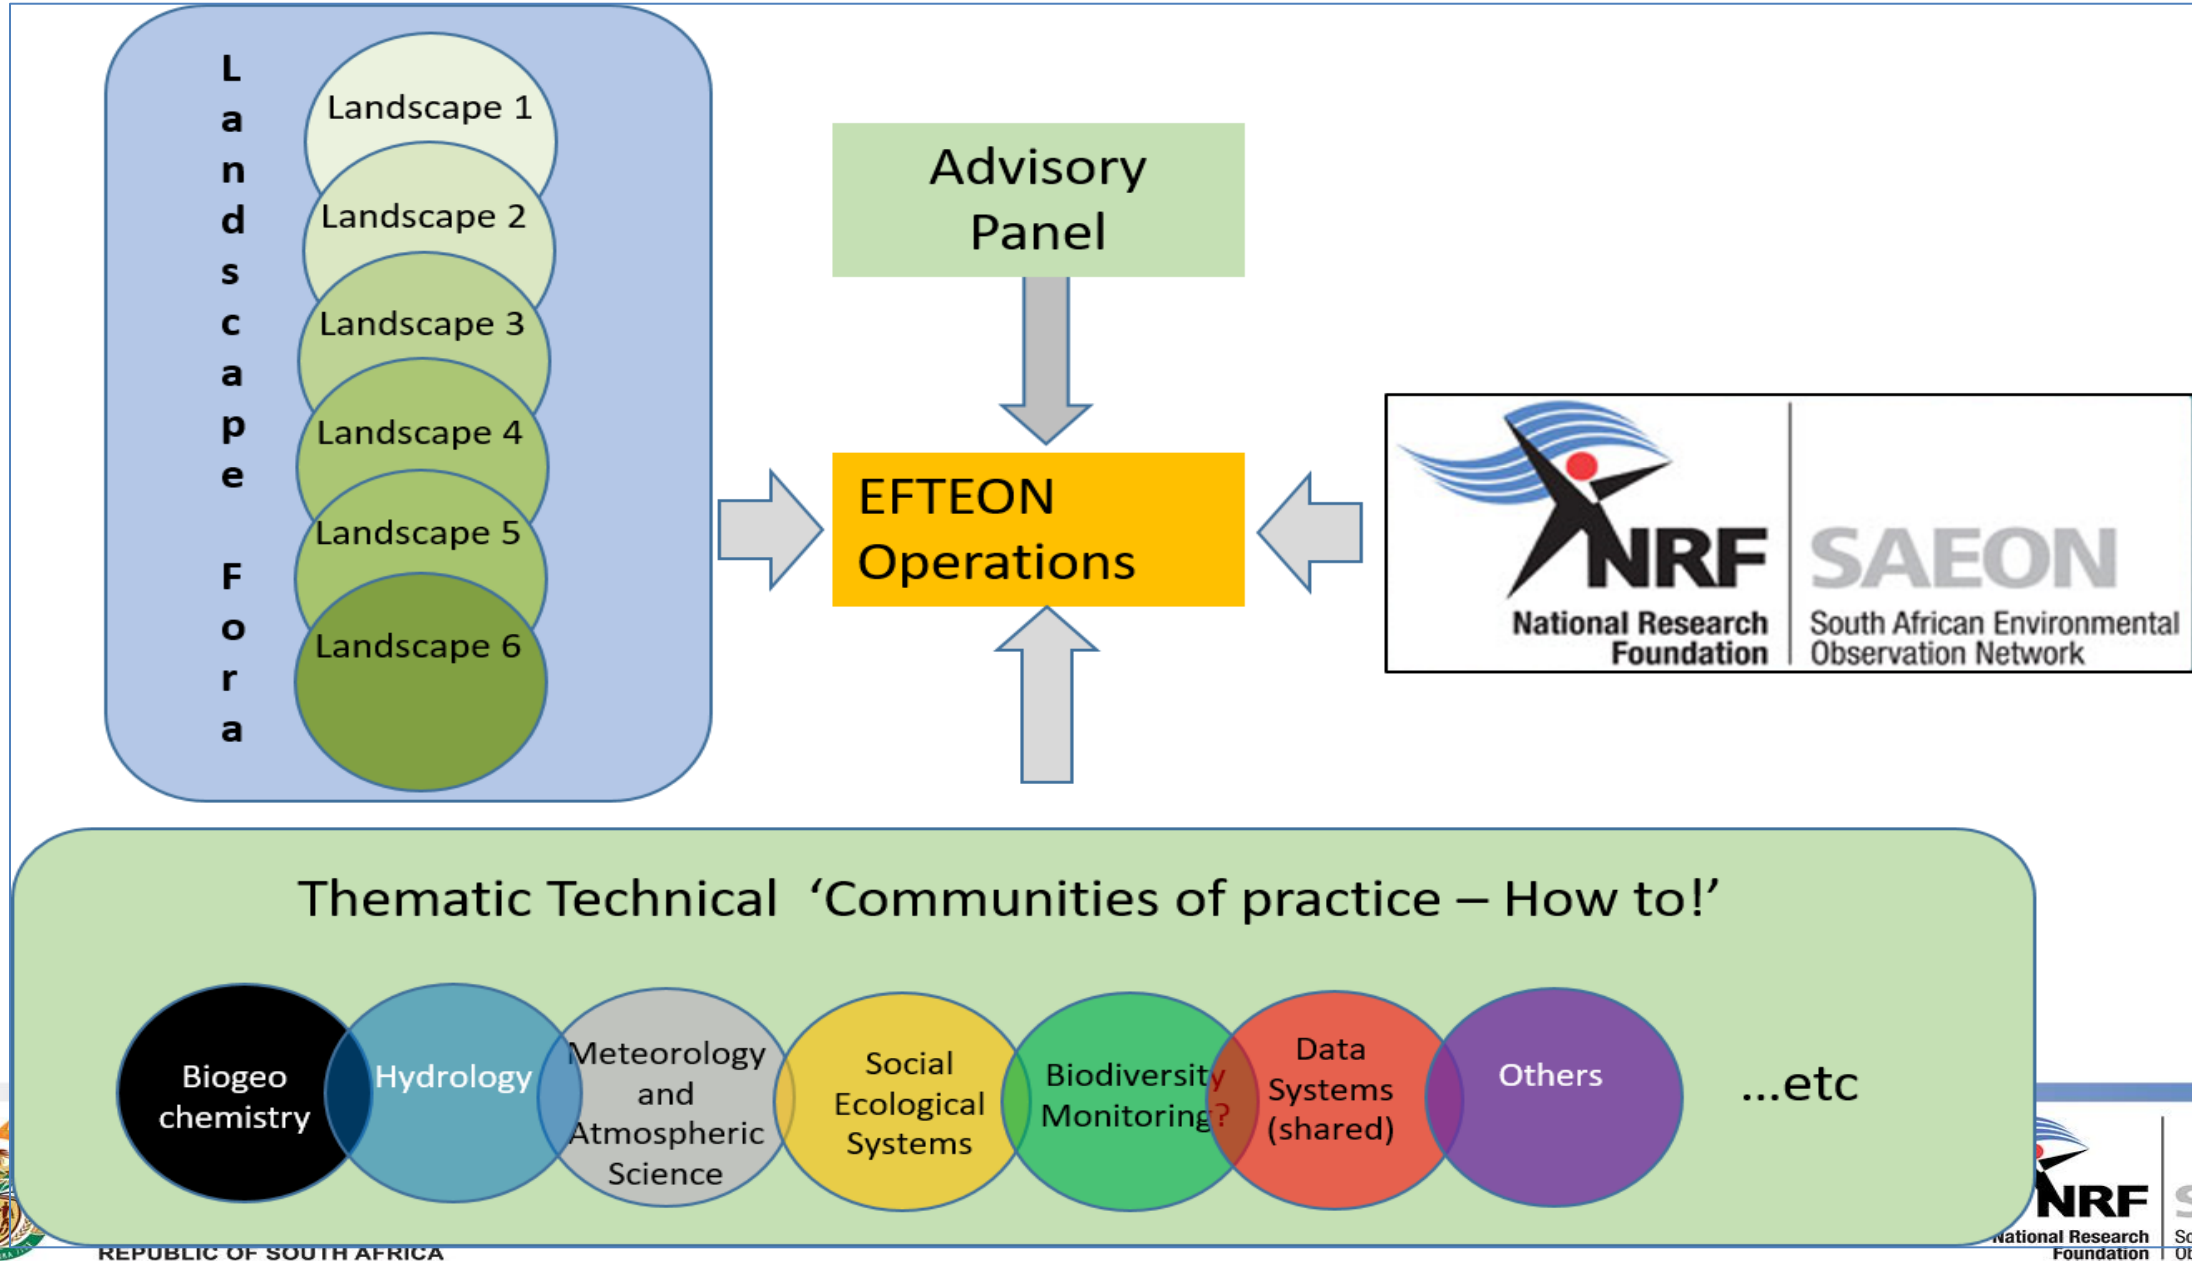 Landscape Fora
Landscape 1
Landscape 2
Landscape 3
Landscape 4
Landscape 5
Landscape 6
Advisory
Panel
EFTEON
Operations
NRF
National Research
Foundation
SAEON
South African Environmental
Observation Network
Thematic Technical ‘Communities of practice – How to!’
Biogeo
chemistry
Hydrology
Meteorology
and
Atmospheric
Science
Social
Ecological
Systems
Biodiversity
Monitoring?
Data
Systems
(shared)
Others
...etc
REPUBLIC OF SOUTH AFRICA
NRF
National Research
Foundation